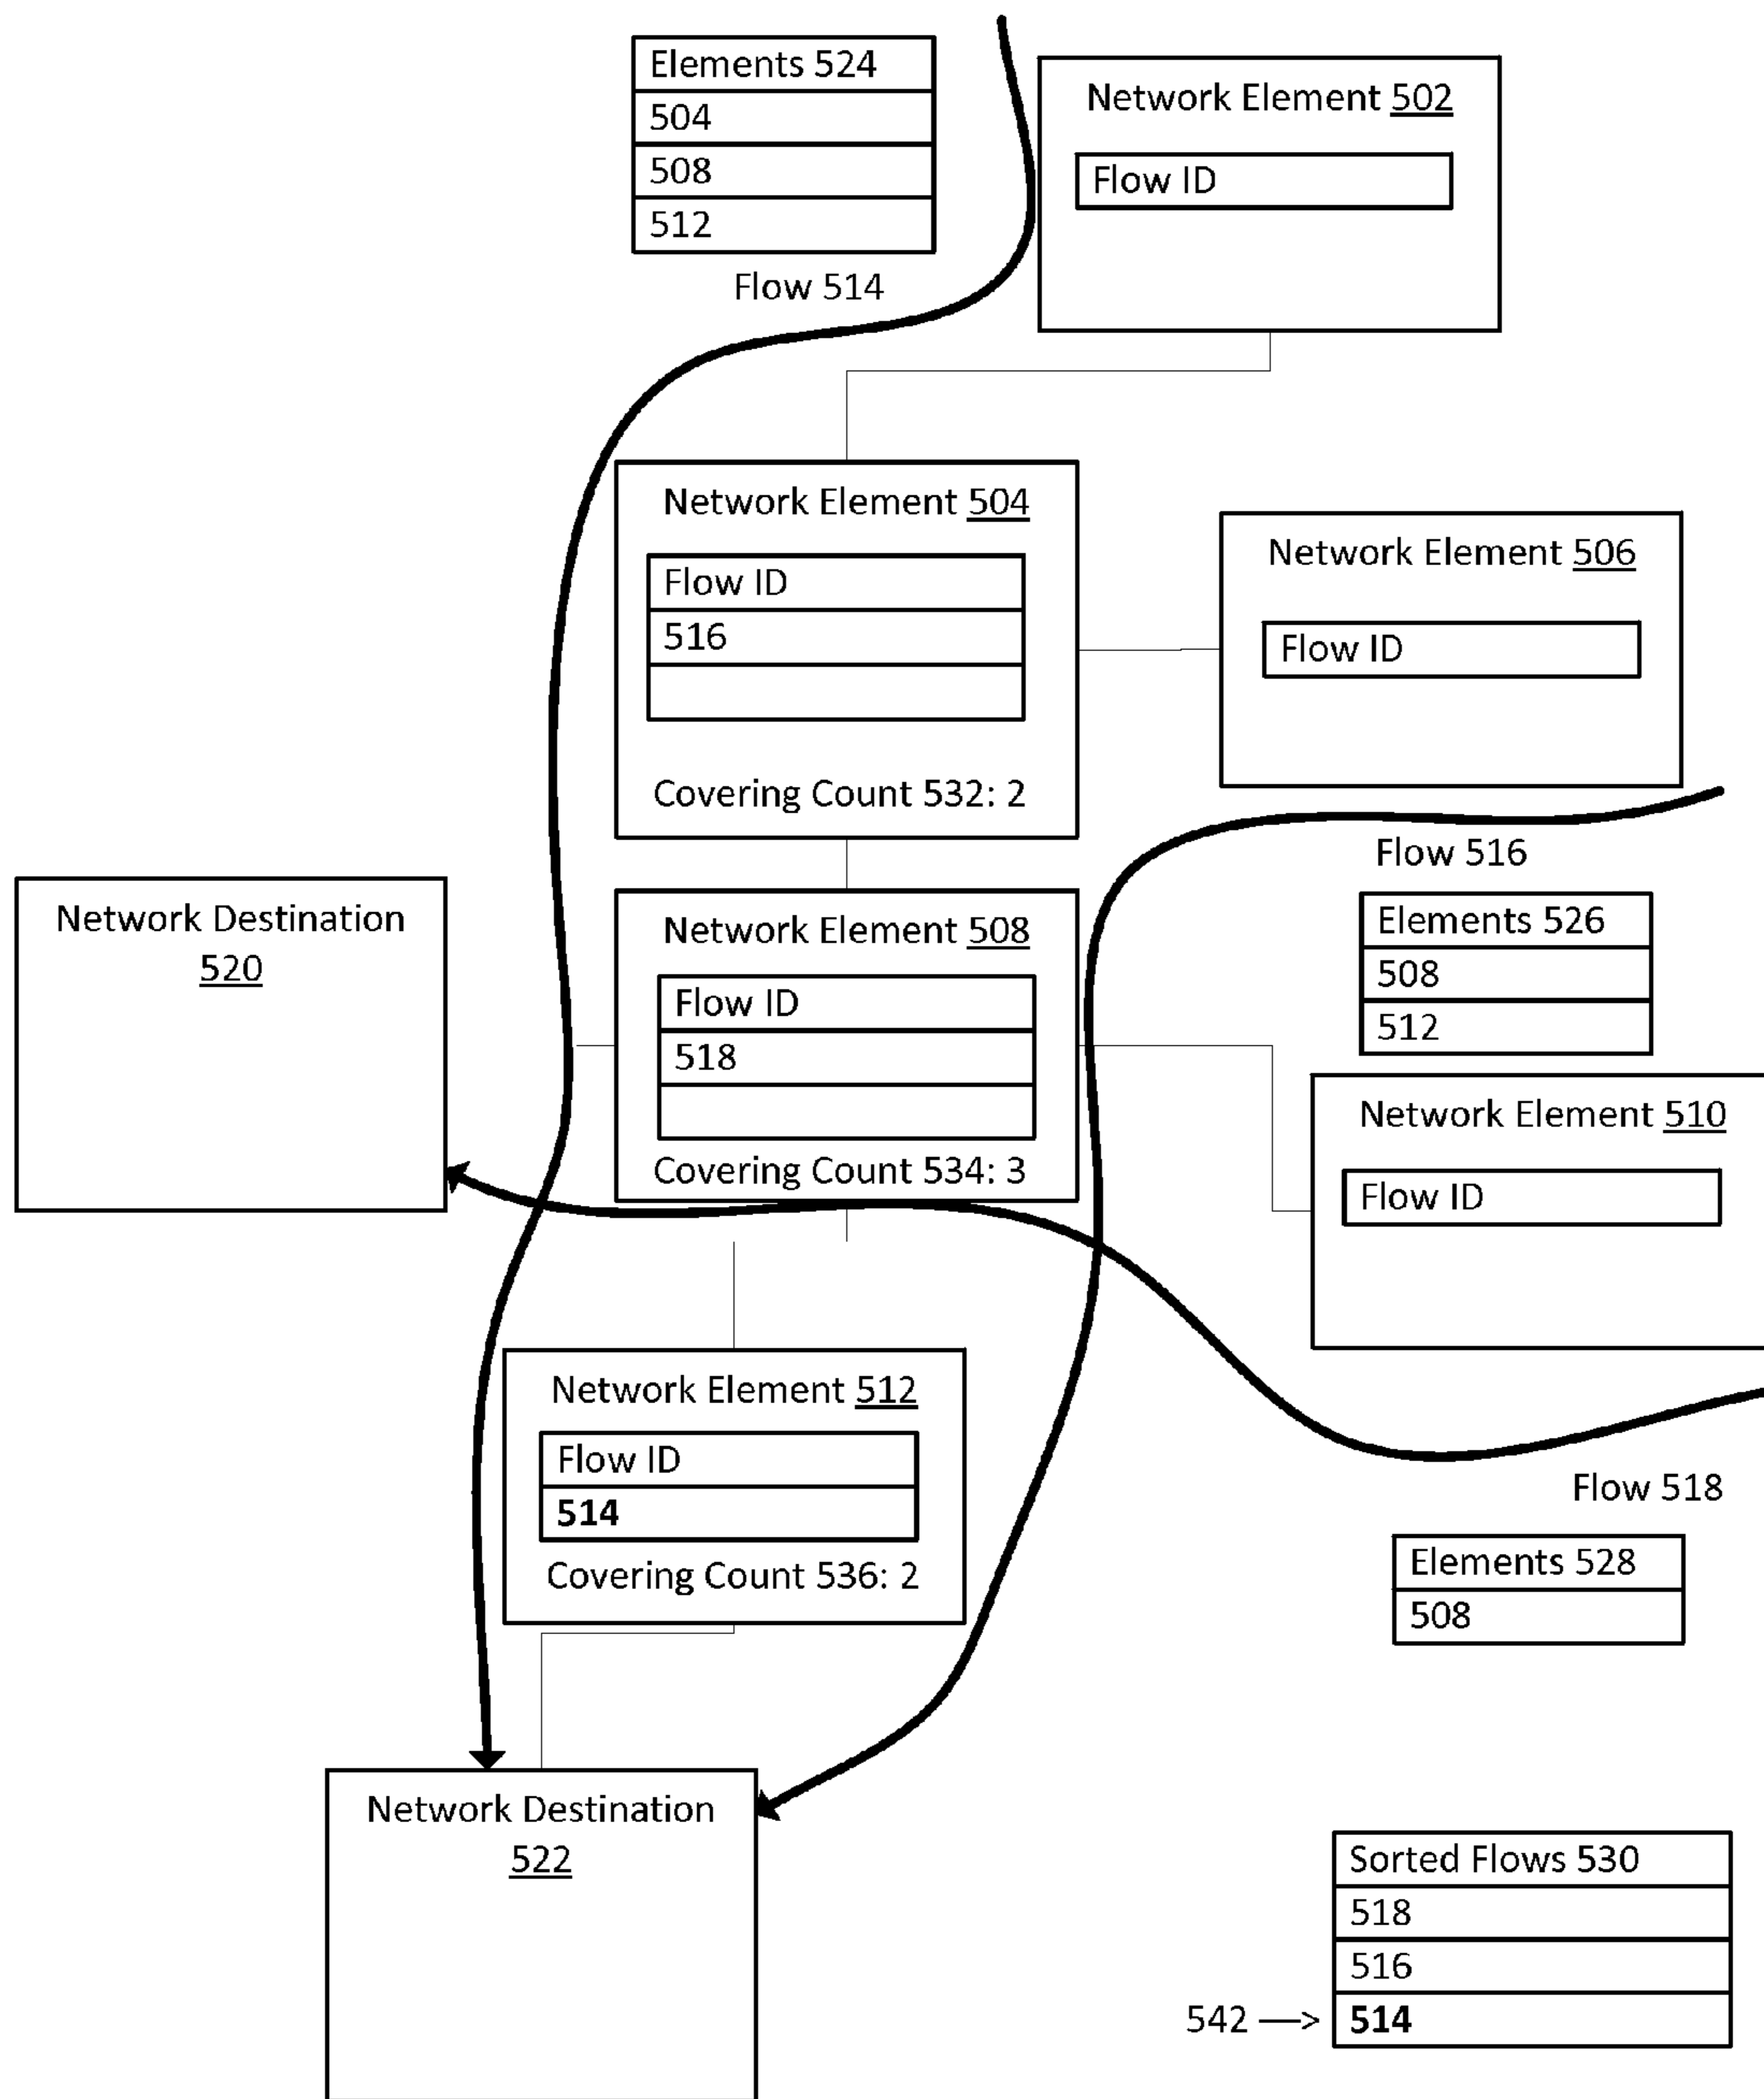 Elements 524
504
508
512
Flow 514
Network Element 502
Flow ID
Network Element 504
Flow ID
516
Covering Count 532: 2
Network Element 506
Flow ID
Flow 516
Elements 526
508
512
Network Destination
520
Network Element 508
Flow ID
518
Covering Count 534: 3
Network Element 510
Flow ID
Network Element 512
Flow ID
514
Covering Count 536: 2
Flow 518
Elements 528
508
Network Destination
522
Sorted Flows 530
518
516
542 —> 514